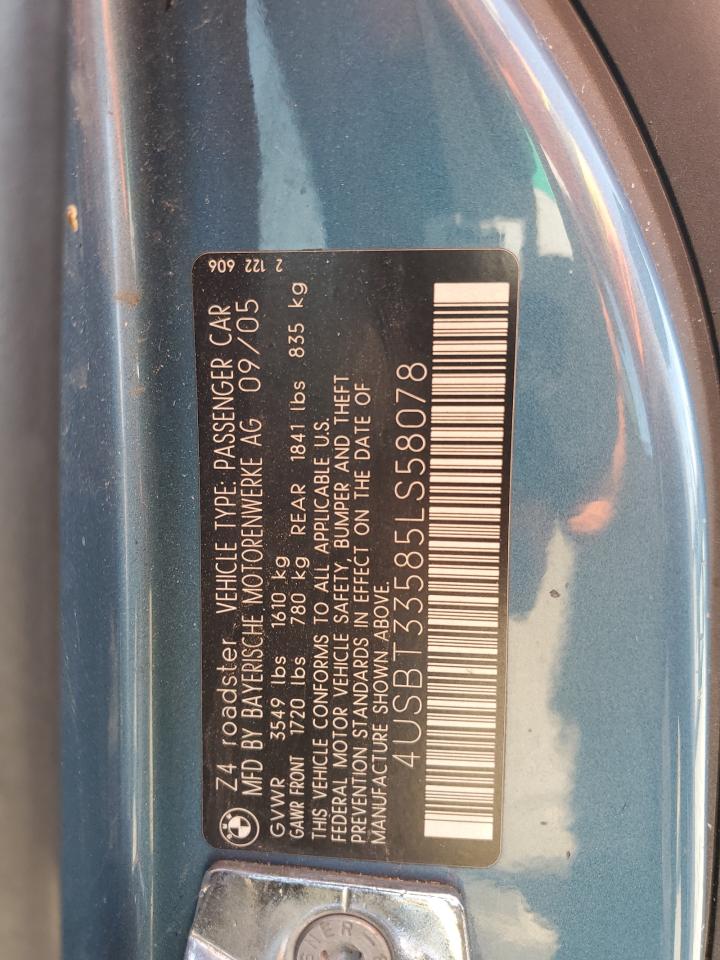 Z4 roadster VEHICLE TYPE: PASSENGER CAR
MFD BY BAYERISCHE MOTORENWERKE AG 09/05
2 122 606
GVWR 3549 lbs 1610 kg
GAWR FRONT 1720 lbs 780 kg REAR 1841 lbs 835 kg
THIS VEHICLE CONFORMS TO ALL APPLICABLE U.S.
FEDERAL MOTOR VEHICLE SAFETY, BUMPER AND THEFT
PREVENTION STANDARDS IN EFFECT ON THE DATE OF
MANUFACTURE SHOWN ABOVE.
4USBT33585LS58078